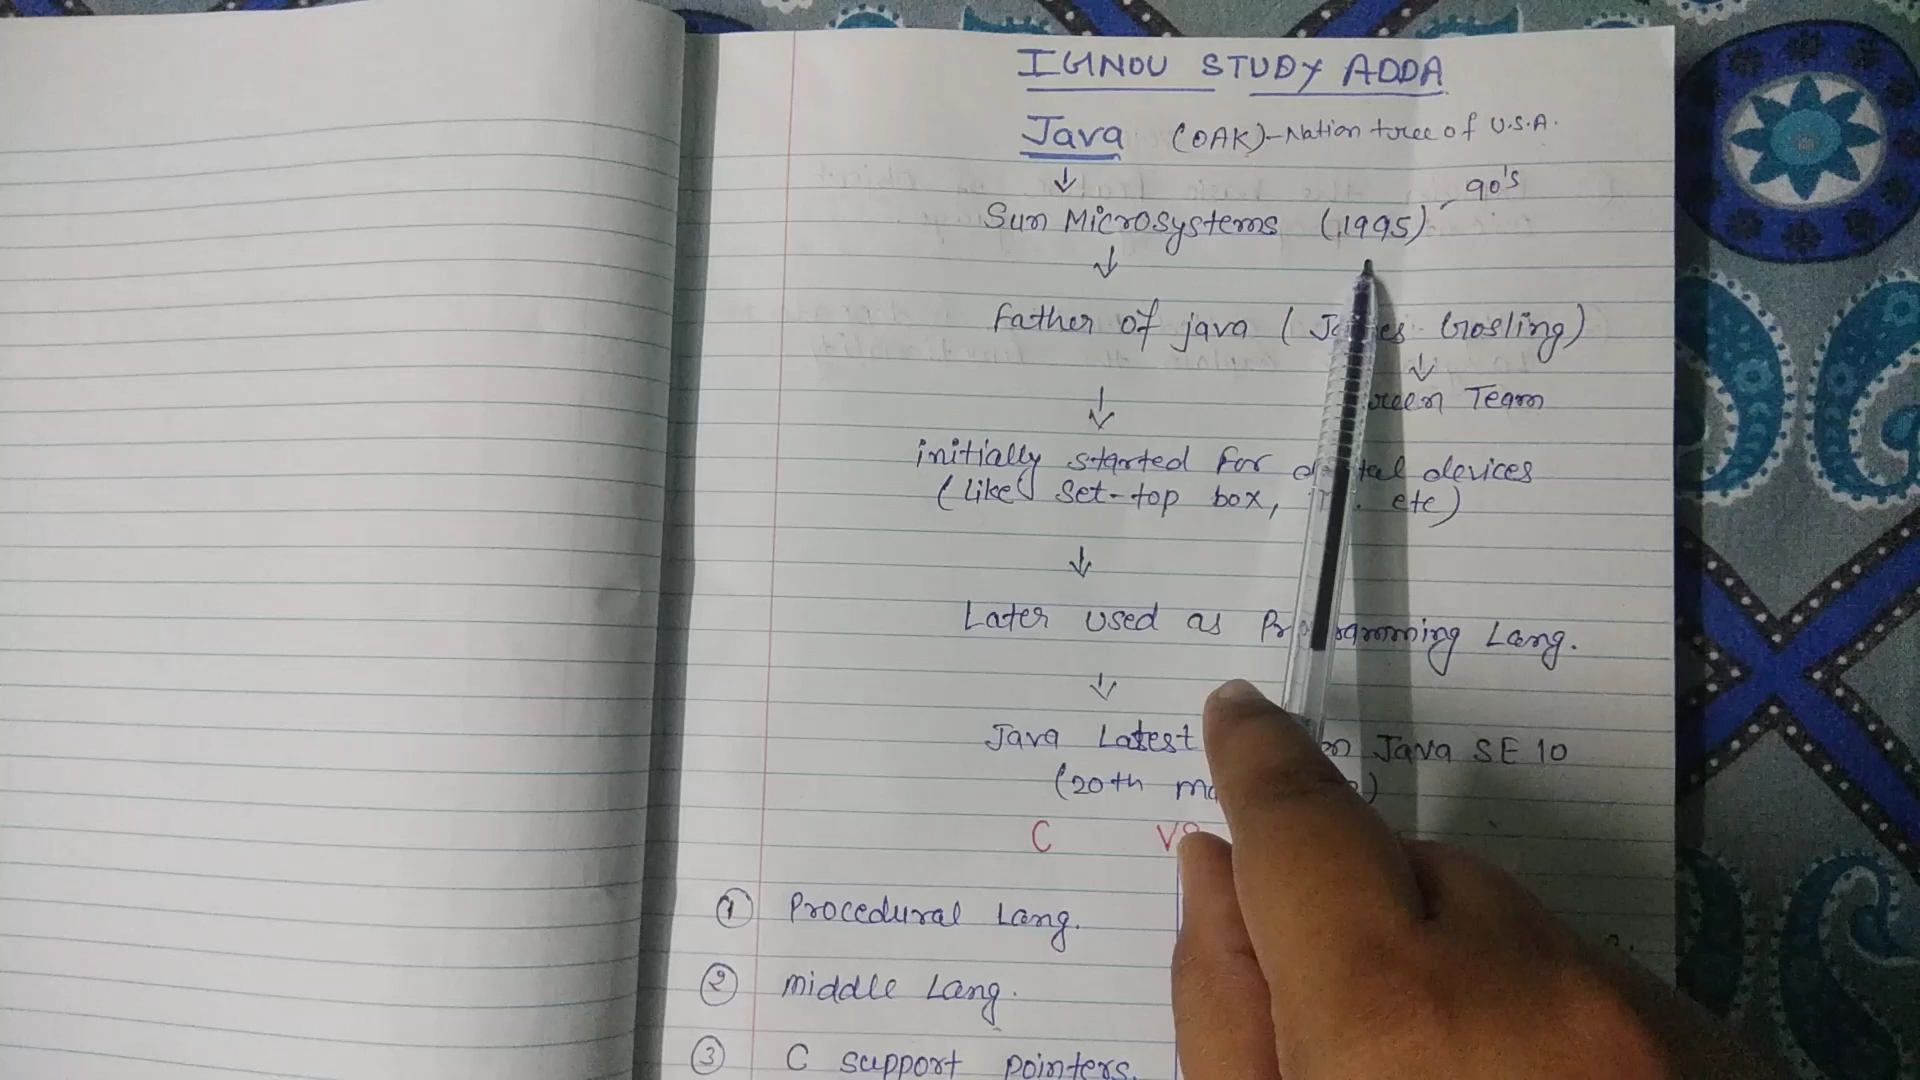 IGNOU STUDY ADDA
Java (OAK)-Nation tree of U.S.A.
90's
Sun Microsystems (1995)
Father of java ( Gosling)
Team
initially started for devices
(like set-top box, etc)
Later used as Lang.
Java Latest Java SE 10
(20th
C VS
① Procedural Lang.
② middle Lang.
③ C support pointers.